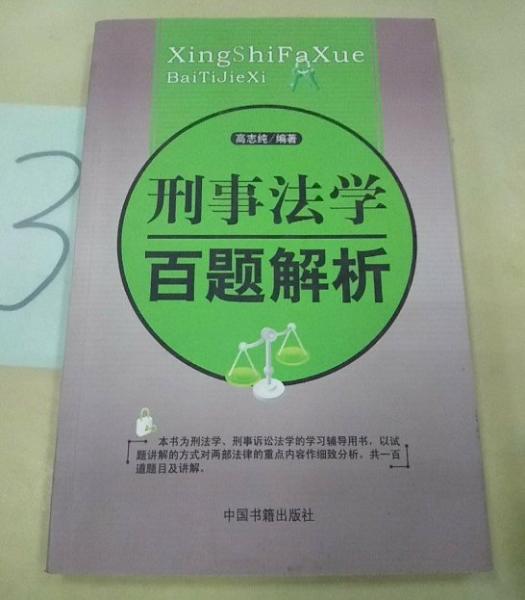 3
XingShiFaXue
BaiTiJieXi
高志纯/编著
刑事法学
百题解析
本书为刑法学、刑事诉讼法学的学习辅导用书，以试
题讲解的方式对两部法律的重点内容作细致分析。共一百
道题目及讲解。
中国书籍出版社